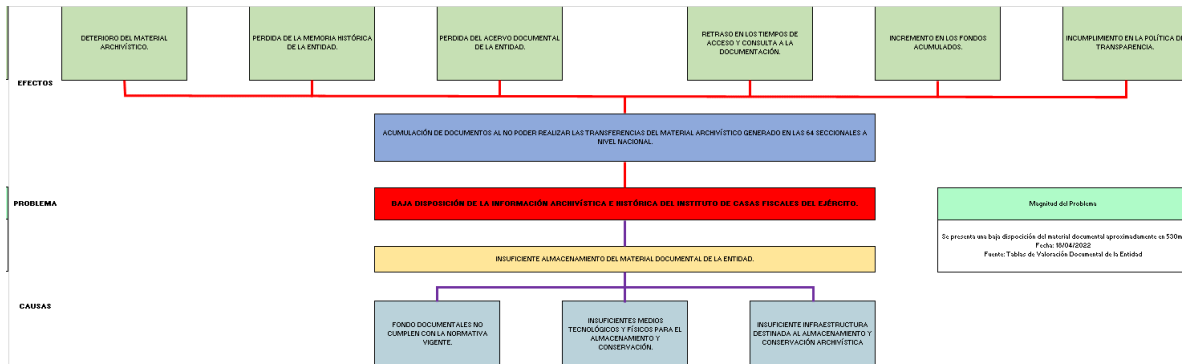 DETERIORO DEL MATERIAL
ARCHIVÍSTICO.
PERDIDA DE LA MEMORIA HISTÓRICA
DE LA ENTIDAD.
PERDIDA DEL ACERVO DOCUMENTAL
DE LA ENTIDAD.
RETRASO EN LOS TIEMPOS DE
ACCESO Y CONSULTA A LA
DOCUMENTACIÓN.
INCREMENTO EN LOS FONDOS
ACUMULADOS.
INCUMPLIMIENTO EN LA POLÍTICA DE
TRANSPARENCIA.
EFECTOS
ACUMULACIÓN DE DOCUMENTOS AL NO PODER REALIZAR LAS TRANSFERENCIAS DEL MATERIAL ARCHIVÍSTICO GENERADO EN LAS 64 SECCIONALES A
NIVEL NACIONAL.
PROBLEMA
BAJA DISPOSICIÓN DE LA INFORMACIÓN ARCHIVÍSTICA E HISTÓRICA DEL INSTITUTO DE CASAS FISCALES DEL EJÉRCITO.
Magnitud del Problema
Se presenta una baja disposición del material documental aproximadamente en 530m
Fecha: 18/04/2022
Fuente: Tablas de Valoración Documental de la Entidad
INSUFICIENTE ALMACENAMIENTO DEL MATERIAL DOCUMENTAL DE LA ENTIDAD.
CAUSAS
FONDO DOCUMENTALES NO
CUMPLEN CON LA NORMATIVA
VIGENTE.
INSUFICIENTES MEDIOS
TECNOLÓGICOS Y FÍSICOS PARA EL
ALMACENAMIENTO Y
CONSERVACIÓN.
INSUFICIENTE INFRAESTRUCTURA
DESTINADA AL ALMACENAMIENTO Y
CONSERVACIÓN ARCHIVÍSTICA